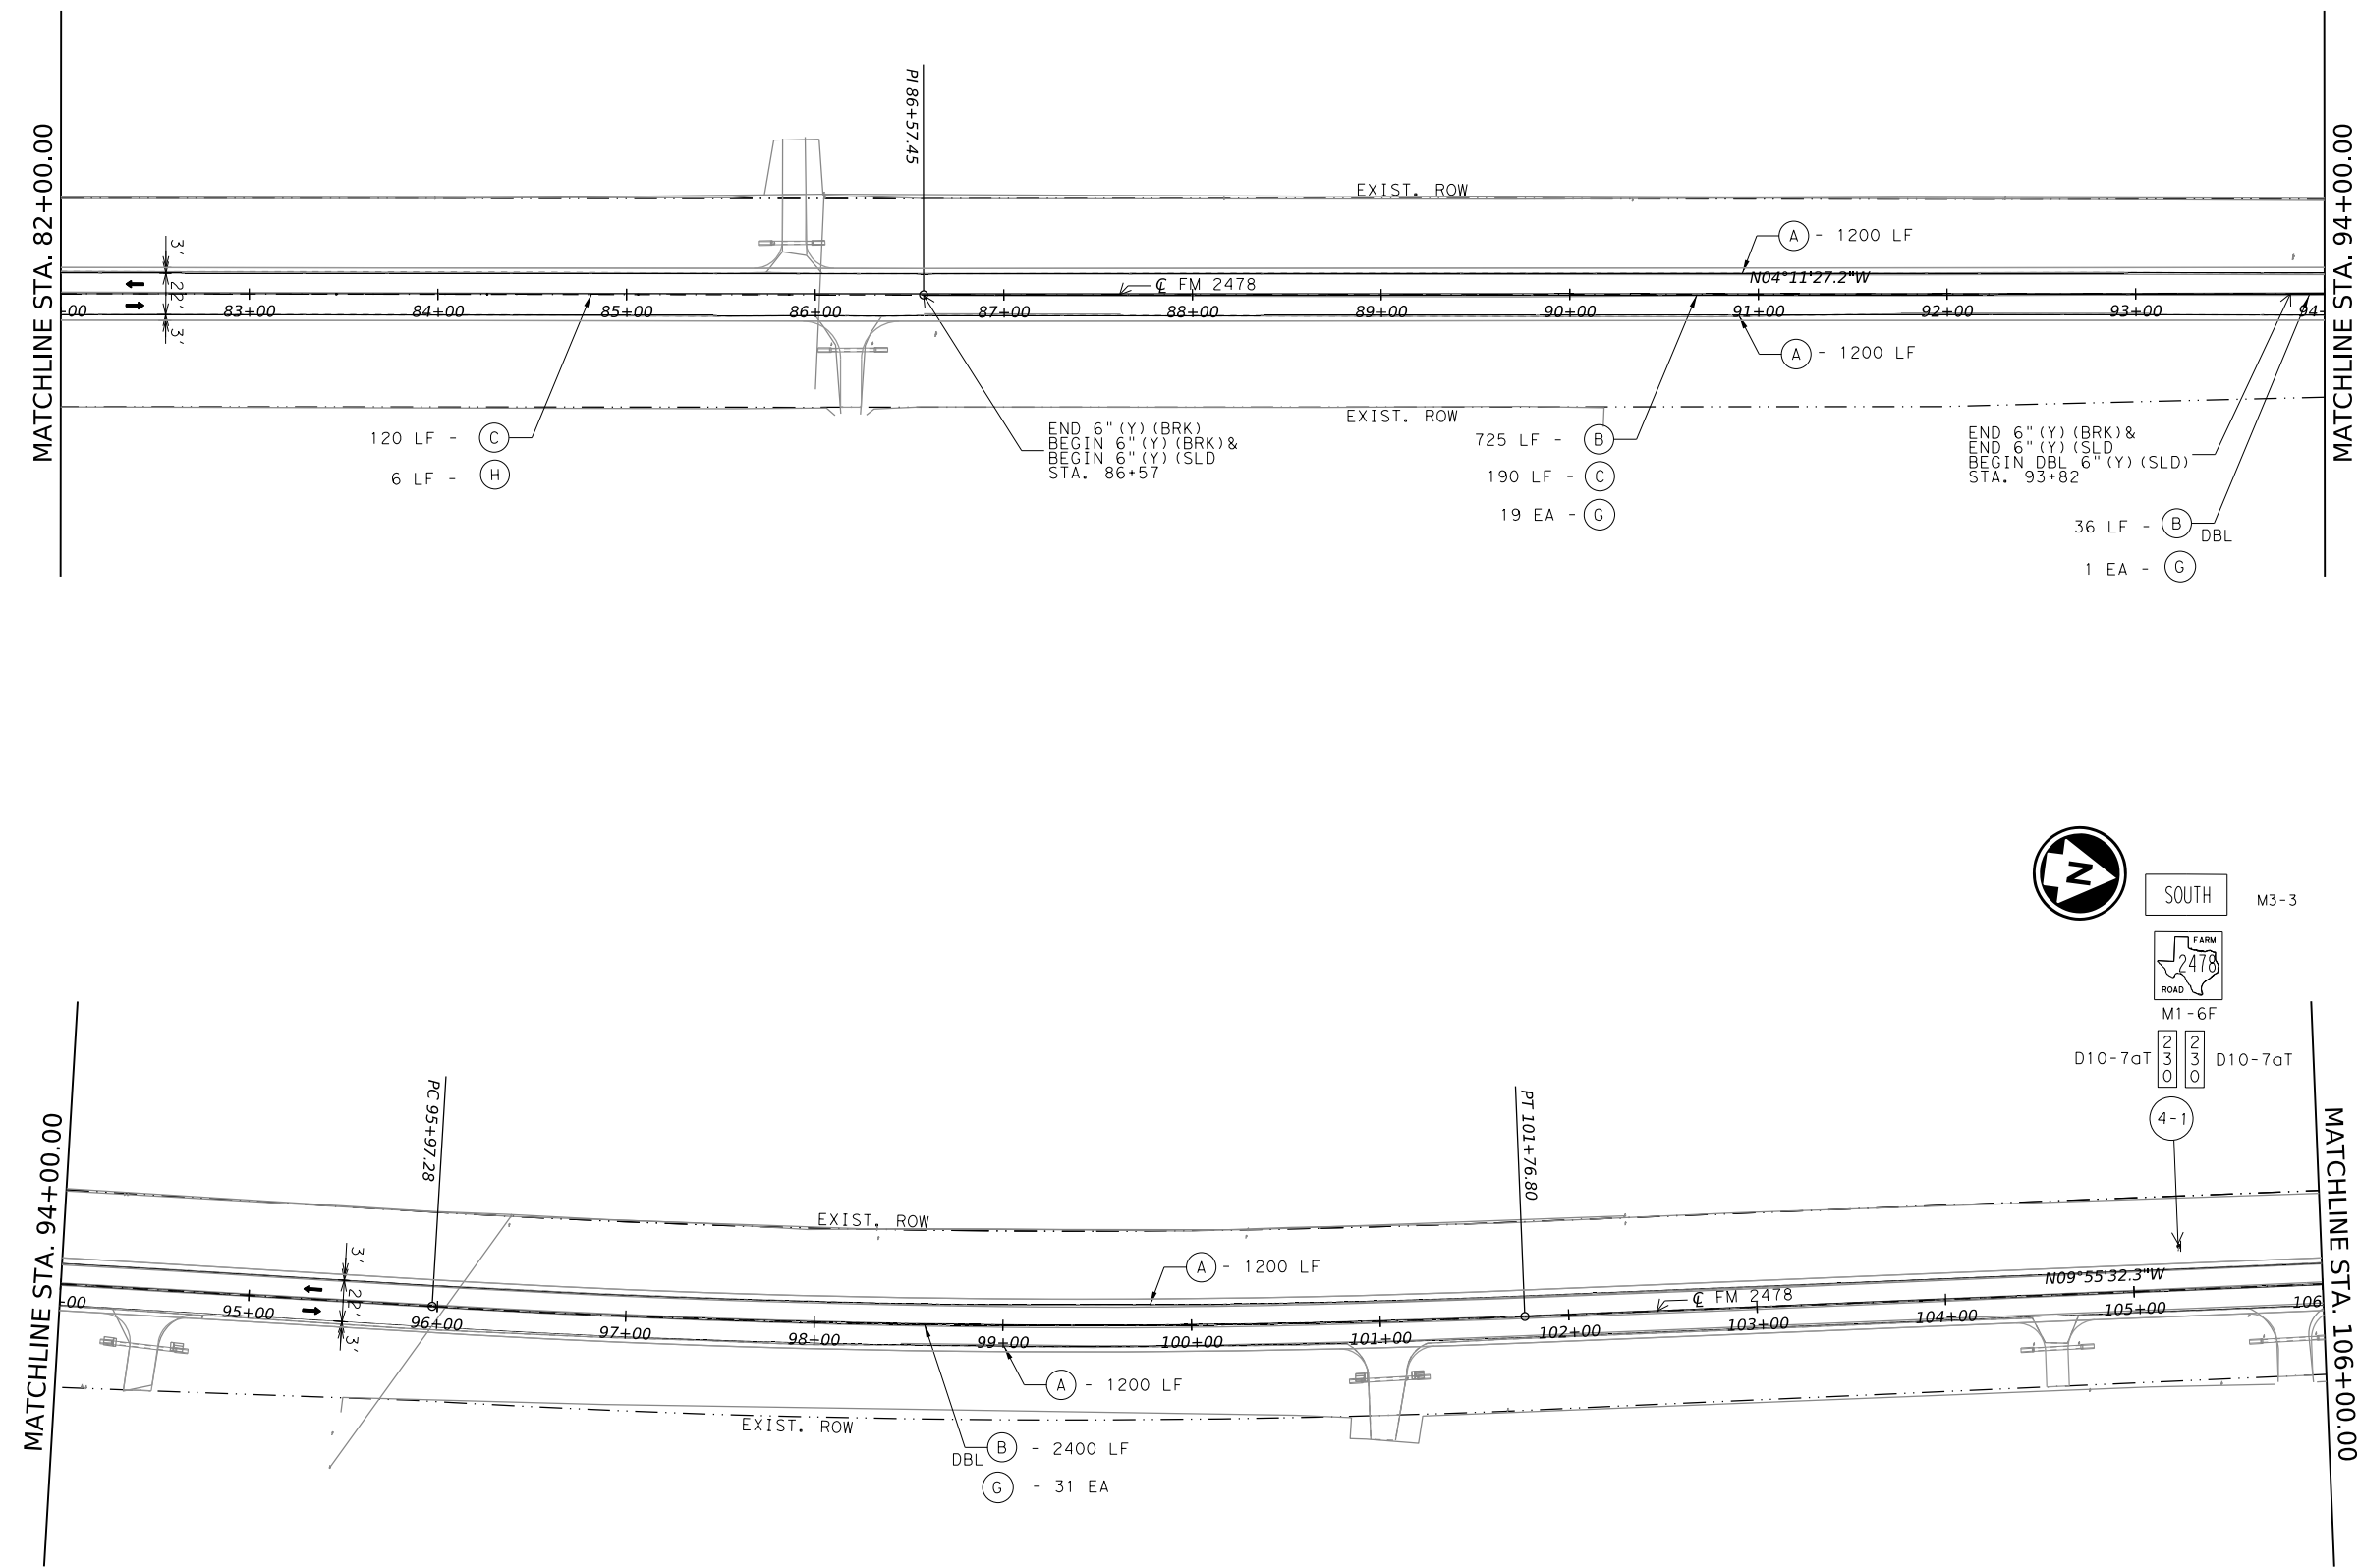 MATCHLINE STA. 82+00.00
PI 86+57.45
EXIST. ROW
A - 1200 LF
N04°11'27.2"W
℄ FM 2478
3'
22'
3'
-00
83+00
84+00
85+00
86+00
87+00
88+00
89+00
90+00
91+00
92+00
93+00
94-
A - 1200 LF
EXIST. ROW
120 LF - C
6 LF - H
END 6"(Y)(BRK)
BEGIN 6"(Y)(BRK)&
BEGIN 6"(Y)(SLD
STA. 86+57
725 LF - B
190 LF - C
19 EA - G
END 6"(Y)(BRK)&
END 6"(Y)(SLD
BEGIN DBL 6"(Y)(SLD)
STA. 93+82
36 LF - B
DBL
1 EA - G
MATCHLINE STA. 94+00.00
N
SOUTH M3-3
FARM
2478
ROAD
M1-6F
D10-7aT 230 230 D10-7aT
4-1
MATCHLINE STA. 94+00.00
PC 95+97.28
PT 101+76.80
EXIST. ROW
A - 1200 LF
N09°55'32.3"W
℄ FM 2478
3'
22'
3'
-00
95+00
96+00
97+00
98+00
99+00
100+00
101+00
102+00
103+00
104+00
105+00
106
A - 1200 LF
EXIST. ROW
B - 2400 LF
DBL
G - 31 EA
MATCHLINE STA. 106+00.00